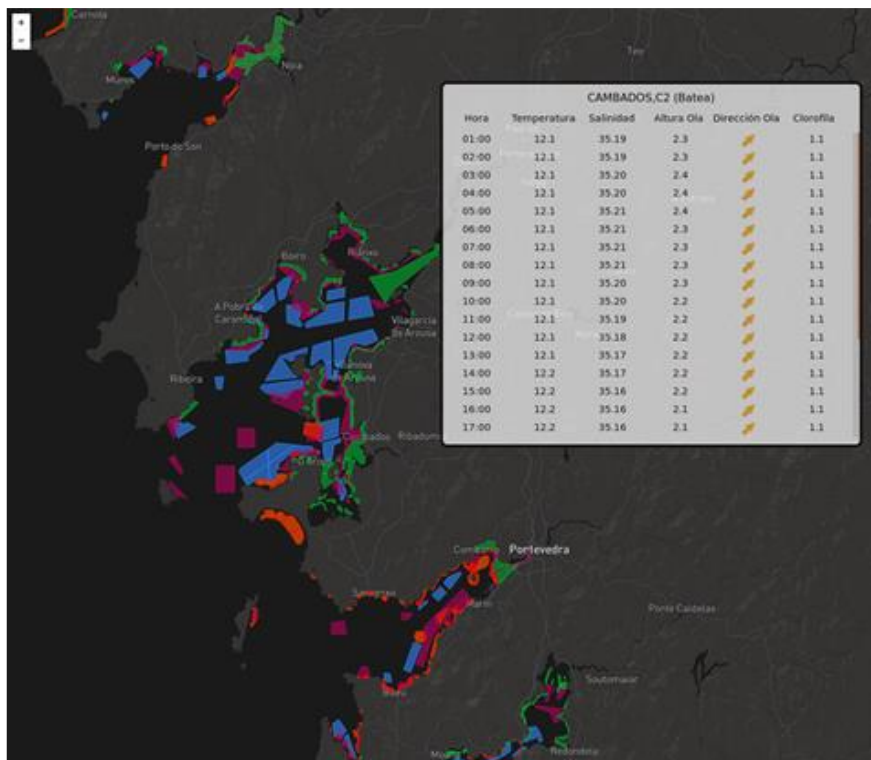 +
-
Carnota
Teo
Muros
Noia
Porto do Son
CAMBADOS,C2 (Batea)
Hora Temperatura Salinidad Altura Ola Dirección Ola Clorofila
01:00 12.1 35.19 2.3 1.1
02:00 12.1 35.19 2.3 1.1
03:00 12.1 35.20 2.4 1.1
04:00 12.1 35.20 2.4 1.1
05:00 12.1 35.21 2.4 1.1
06:00 12.1 35.21 2.3 1.1
07:00 12.1 35.21 2.3 1.1
08:00 12.1 35.21 2.3 1.1
09:00 12.1 35.20 2.3 1.1
10:00 12.1 35.20 2.2 1.1
11:00 12.1 35.19 2.2 1.1
12:00 12.1 35.18 2.2 1.1
13:00 12.1 35.17 2.2 1.1
14:00 12.2 35.17 2.2 1.1
15:00 12.2 35.16 2.2 1.1
16:00 12.2 35.16 2.1 1.1
17:00 12.2 35.16 2.1 1.1
Boiro
Rianxo
A Pobra do
Caramiñal
Vilagarcía
de Arousa
Vilanova
de Arousa
Ribeira
Cambados
Pontevedra
Marín
Ponte Caldelas
Soutomaior
Bueu
Redondela